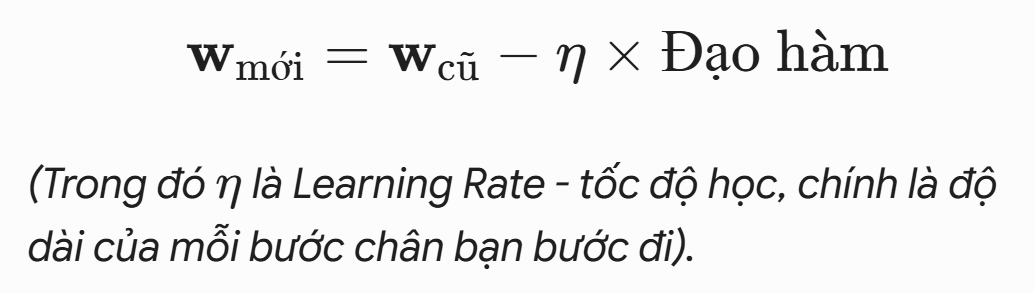 w_mới = w_cũ − η × Đạo hàm
(Trong đó η là Learning Rate - tốc độ học, chính là độ
dài của mỗi bước chân bạn bước đi).